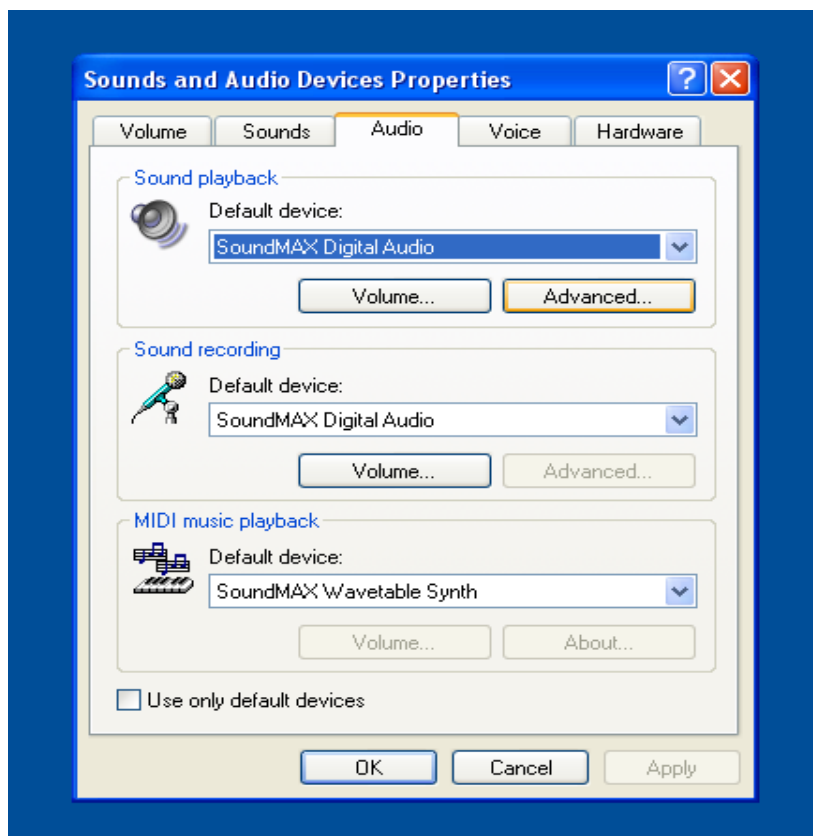 Sounds and Audio Devices Properties ?
Volume Sounds Audio Voice Hardware
Sound playback
Default device:
SoundMAX Digital Audio
Volume... Advanced...
Sound recording
Default device:
SoundMAX Digital Audio
Volume... Advanced...
MIDI music playback
Default device:
SoundMAX Wavetable Synth
Volume... About...
Use only default devices
OK Cancel Apply